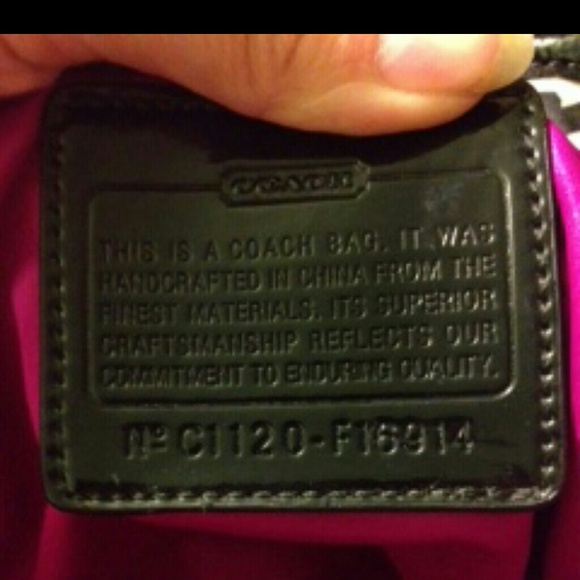 COACH
THIS IS A COACH BAG. IT WAS
HANDCRAFTED IN CHINA FROM THE
FINEST MATERIALS. ITS SUPERIOR
CRAFTSMANSHIP REFLECTS OUR
COMMITMENT TO ENDURING QUALITY.
Nº C1120-F16914